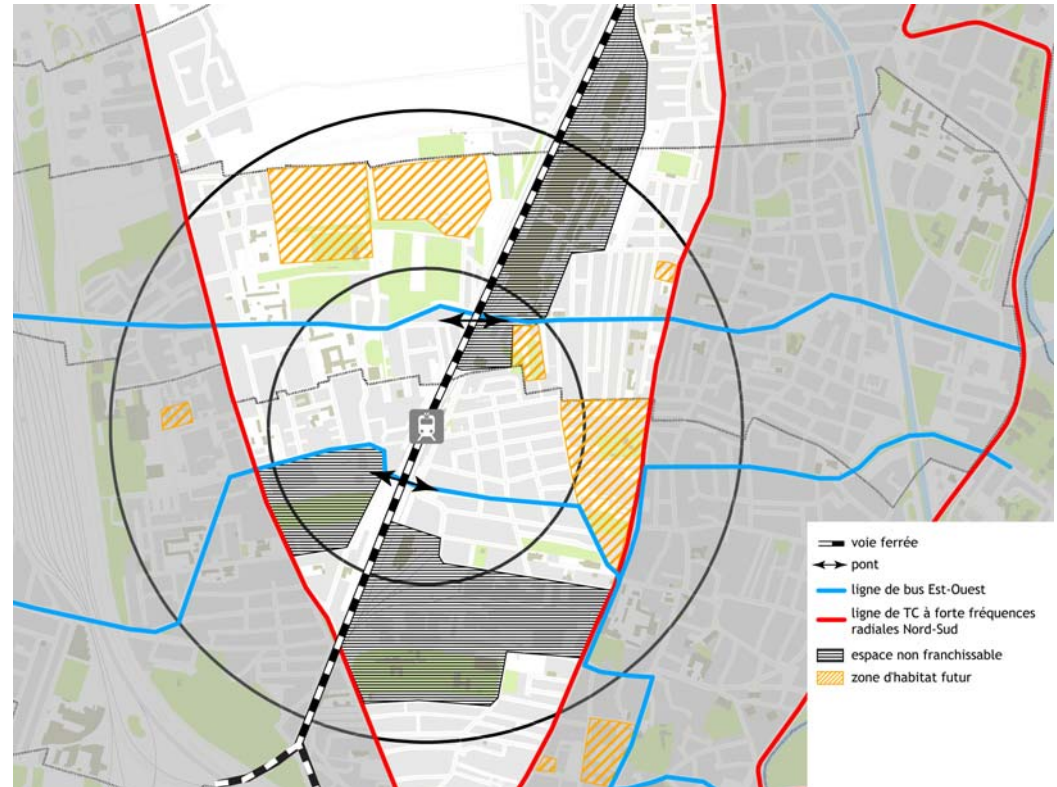 voie ferrée
pont
ligne de bus Est-Ouest
ligne de TC à forte fréquences
radiales Nord-Sud
espace non franchissable
zone d'habitat futur